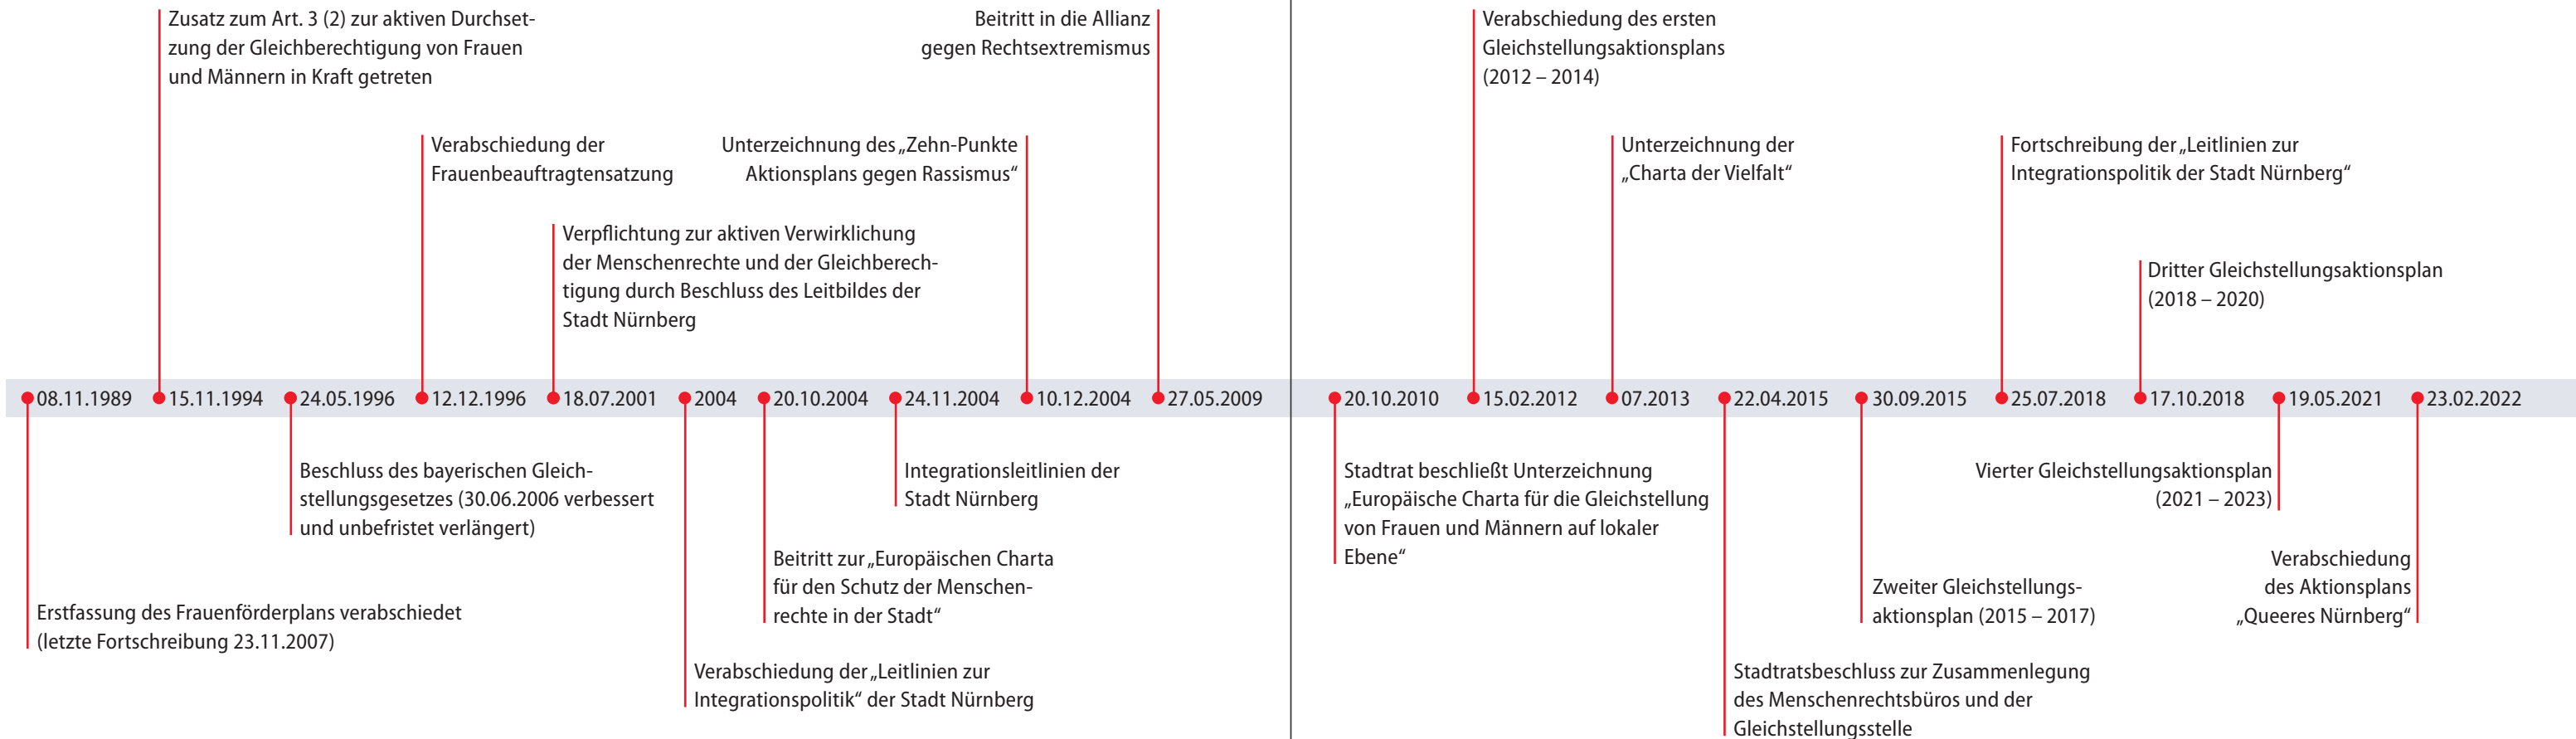 Zusatz zum Art. 3 (2) zur aktiven Durchset-
zung der Gleichberechtigung von Frauen
und Männern in Kraft getreten
Beitritt in die Allianz
gegen Rechtsextremismus
Verabschiedung des ersten
Gleichstellungsaktionsplans
(2012 – 2014)
Verabschiedung der
Frauenbeauftragtensatzung
Unterzeichnung des „Zehn-Punkte
Aktionsplans gegen Rassismus“
Unterzeichnung der
„Charta der Vielfalt“
Fortschreibung der „Leitlinien zur
Integrationspolitik der Stadt Nürnberg“
Verpflichtung zur aktiven Verwirklichung
der Menschenrechte und der Gleichberech-
tigung durch Beschluss des Leitbildes der
Stadt Nürnberg
Dritter Gleichstellungsaktionsplan
(2018 – 2020)
08.11.1989 15.11.1994 24.05.1996 12.12.1996 18.07.2001 2004 20.10.2004 24.11.2004 10.12.2004 27.05.2009 20.10.2010 15.02.2012 07.2013 22.04.2015 30.09.2015 25.07.2018 17.10.2018 19.05.2021 23.02.2022
Beschluss des bayerischen Gleich-
stellungsgesetzes (30.06.2006 verbessert
und unbefristet verlängert)
Integrationsleitlinien der
Stadt Nürnberg
Stadtrat beschließt Unterzeichnung
„Europäische Charta für die Gleichstellung
von Frauen und Männern auf lokaler
Ebene“
Vierter Gleichstellungsaktionsplan
(2021 – 2023)
Beitritt zur „Europäischen Charta
für den Schutz der Menschen-
rechte in der Stadt“
Verabschiedung
des Aktionsplans
„Queeres Nürnberg“
Zweiter Gleichstellungs-
aktionsplan (2015 – 2017)
Erstfassung des Frauenförderplans verabschiedet
(letzte Fortschreibung 23.11.2007)
Verabschiedung der „Leitlinien zur
Integrationspolitik“ der Stadt Nürnberg
Stadtratsbeschluss zur Zusammenlegung
des Menschenrechtsbüros und der
Gleichstellungsstelle